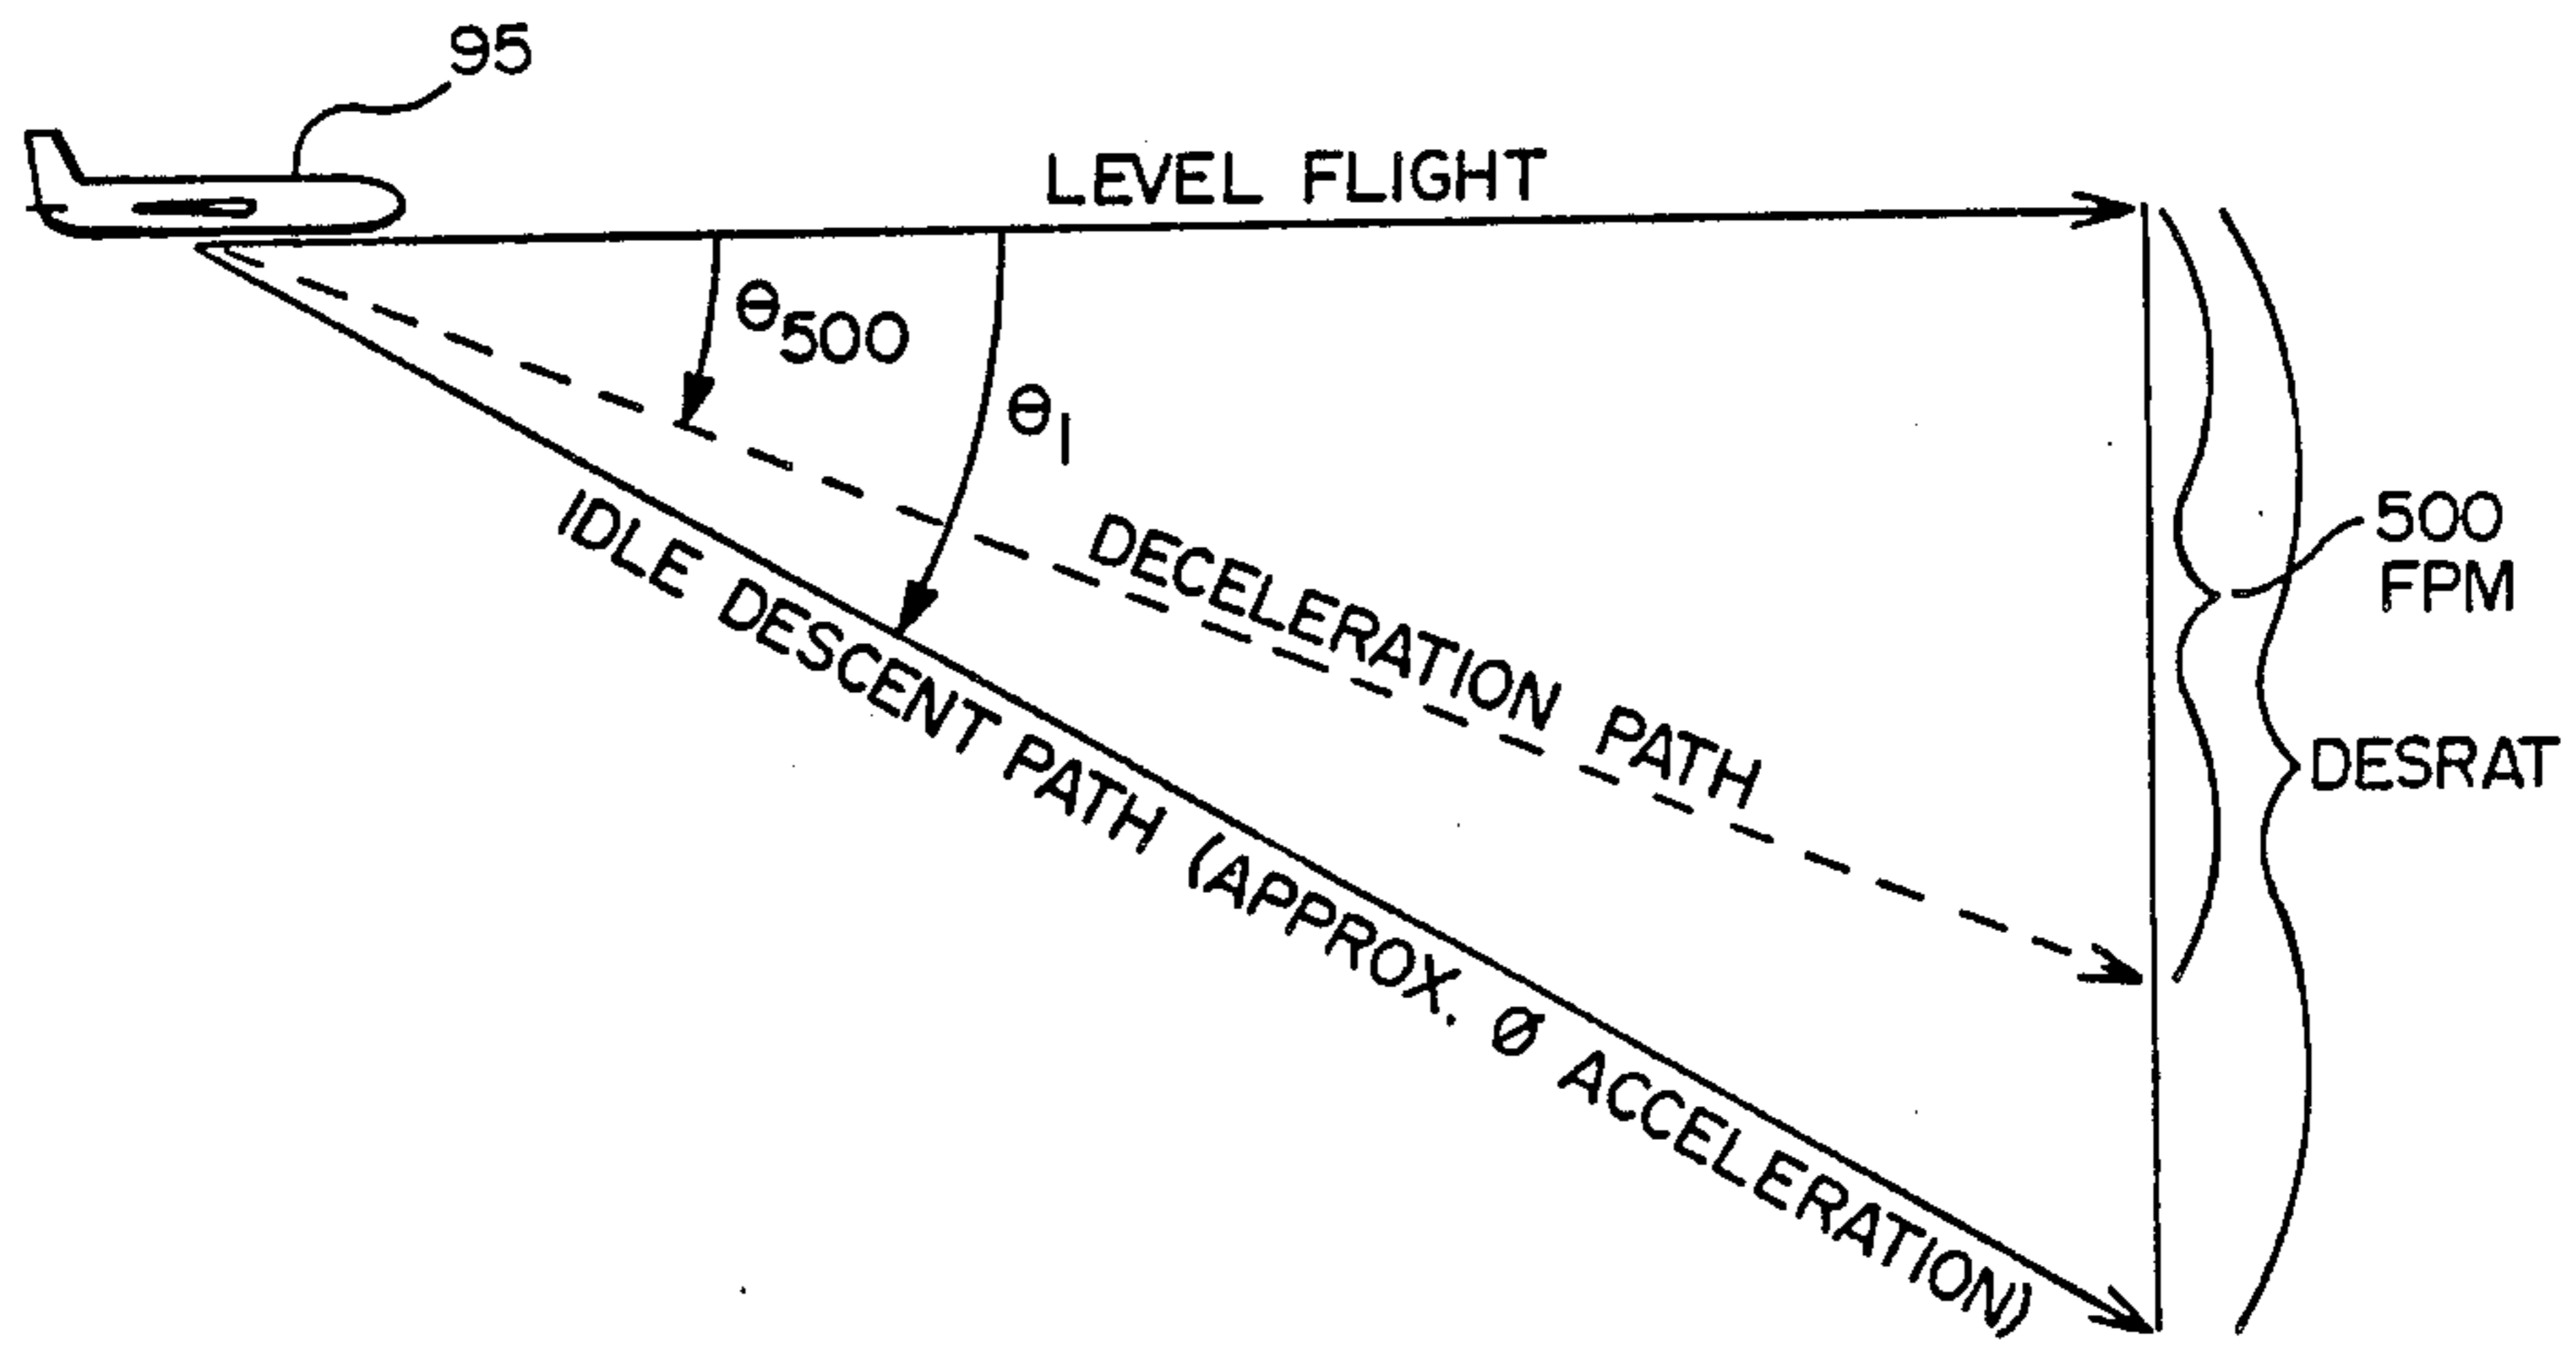 95
LEVEL FLIGHT
θ500
θ1
500
FPM
DECELERATION PATH
DESRAT
IDLE DESCENT PATH (APPROX. Ø ACCELERATION)